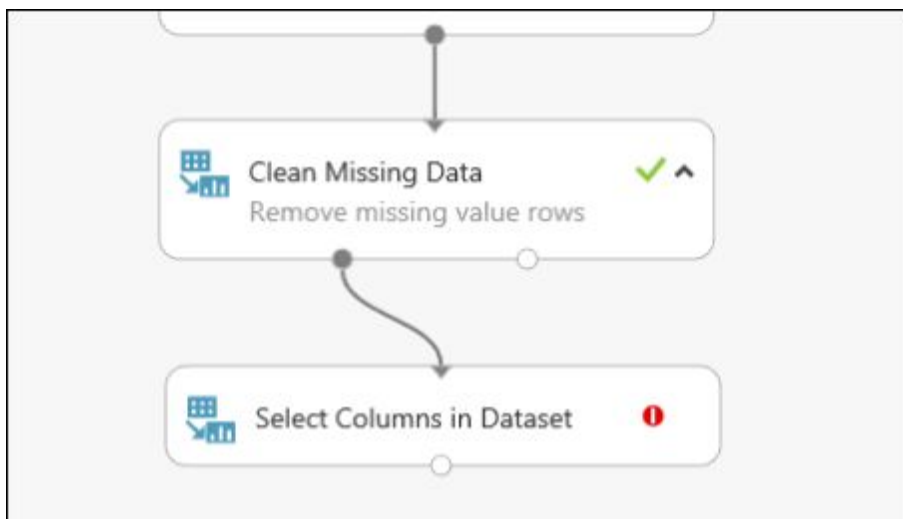 Clean Missing Data
Remove missing value rows
Select Columns in Dataset